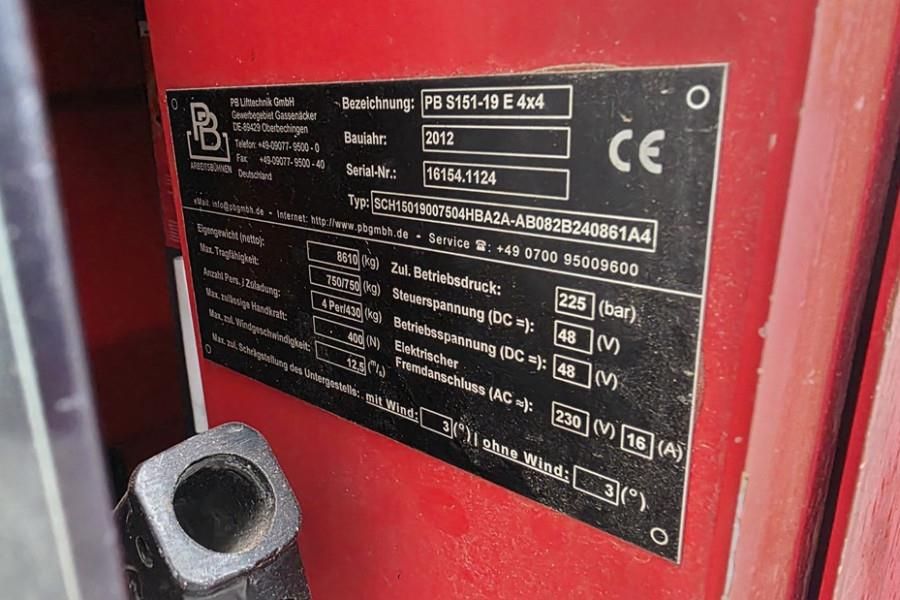 PB
ARBEITSBÜHNEN
PB Lifttechnik GmbH
Gewerbegebiet Gassenäcker
DE-89429 Oberbechingen
Telefon: +49-09077- 9500 - 0
Fax: +49-09077- 9500 - 40
Deutschland
Bezeichnung: PB S151-19 E 4x4
Baujahr: 2012
Serial-Nr.: 16154.1124
Typ: SCH15019007504HBA2A-AB082B240861A4
CE
eMail: info@pbgmbh.de - Internet: http://www.pbgmbh.de - Service ☎: +49 0700 95009600
Eigengewicht (netto): 8610 (kg)
Max. Tragfähigkeit: 750/750 (kg)
Anzahl Pers. / Zuladung: 4 Per/430 (kg)
Max. zulässige Handkraft: 400 (N)
Max. zul. Windgeschwindigkeit: 12,5 (m/s)
Max. zul. Schrägstellung des Untergestells: mit Wind: 3 (°) | ohne Wind: 3 (°)
Zul. Betriebsdruck: 225 (bar)
Steuerspannung (DC =): 48 (V)
Betriebsspannung (DC =): 48 (V)
Elektrischer
Fremdanschluss (AC ≈): 230 (V) 16 (A)